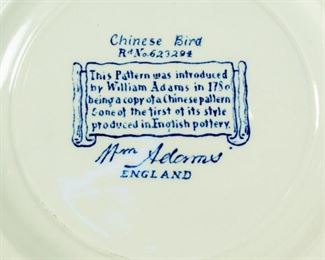 Chinese Bird
Rd No. 623294
This Pattern was introduced
by William Adams in 1780
being a copy of a Chinese pattern
& one of the first of its style
produced in English pottery.
Wm Adams
ENGLAND